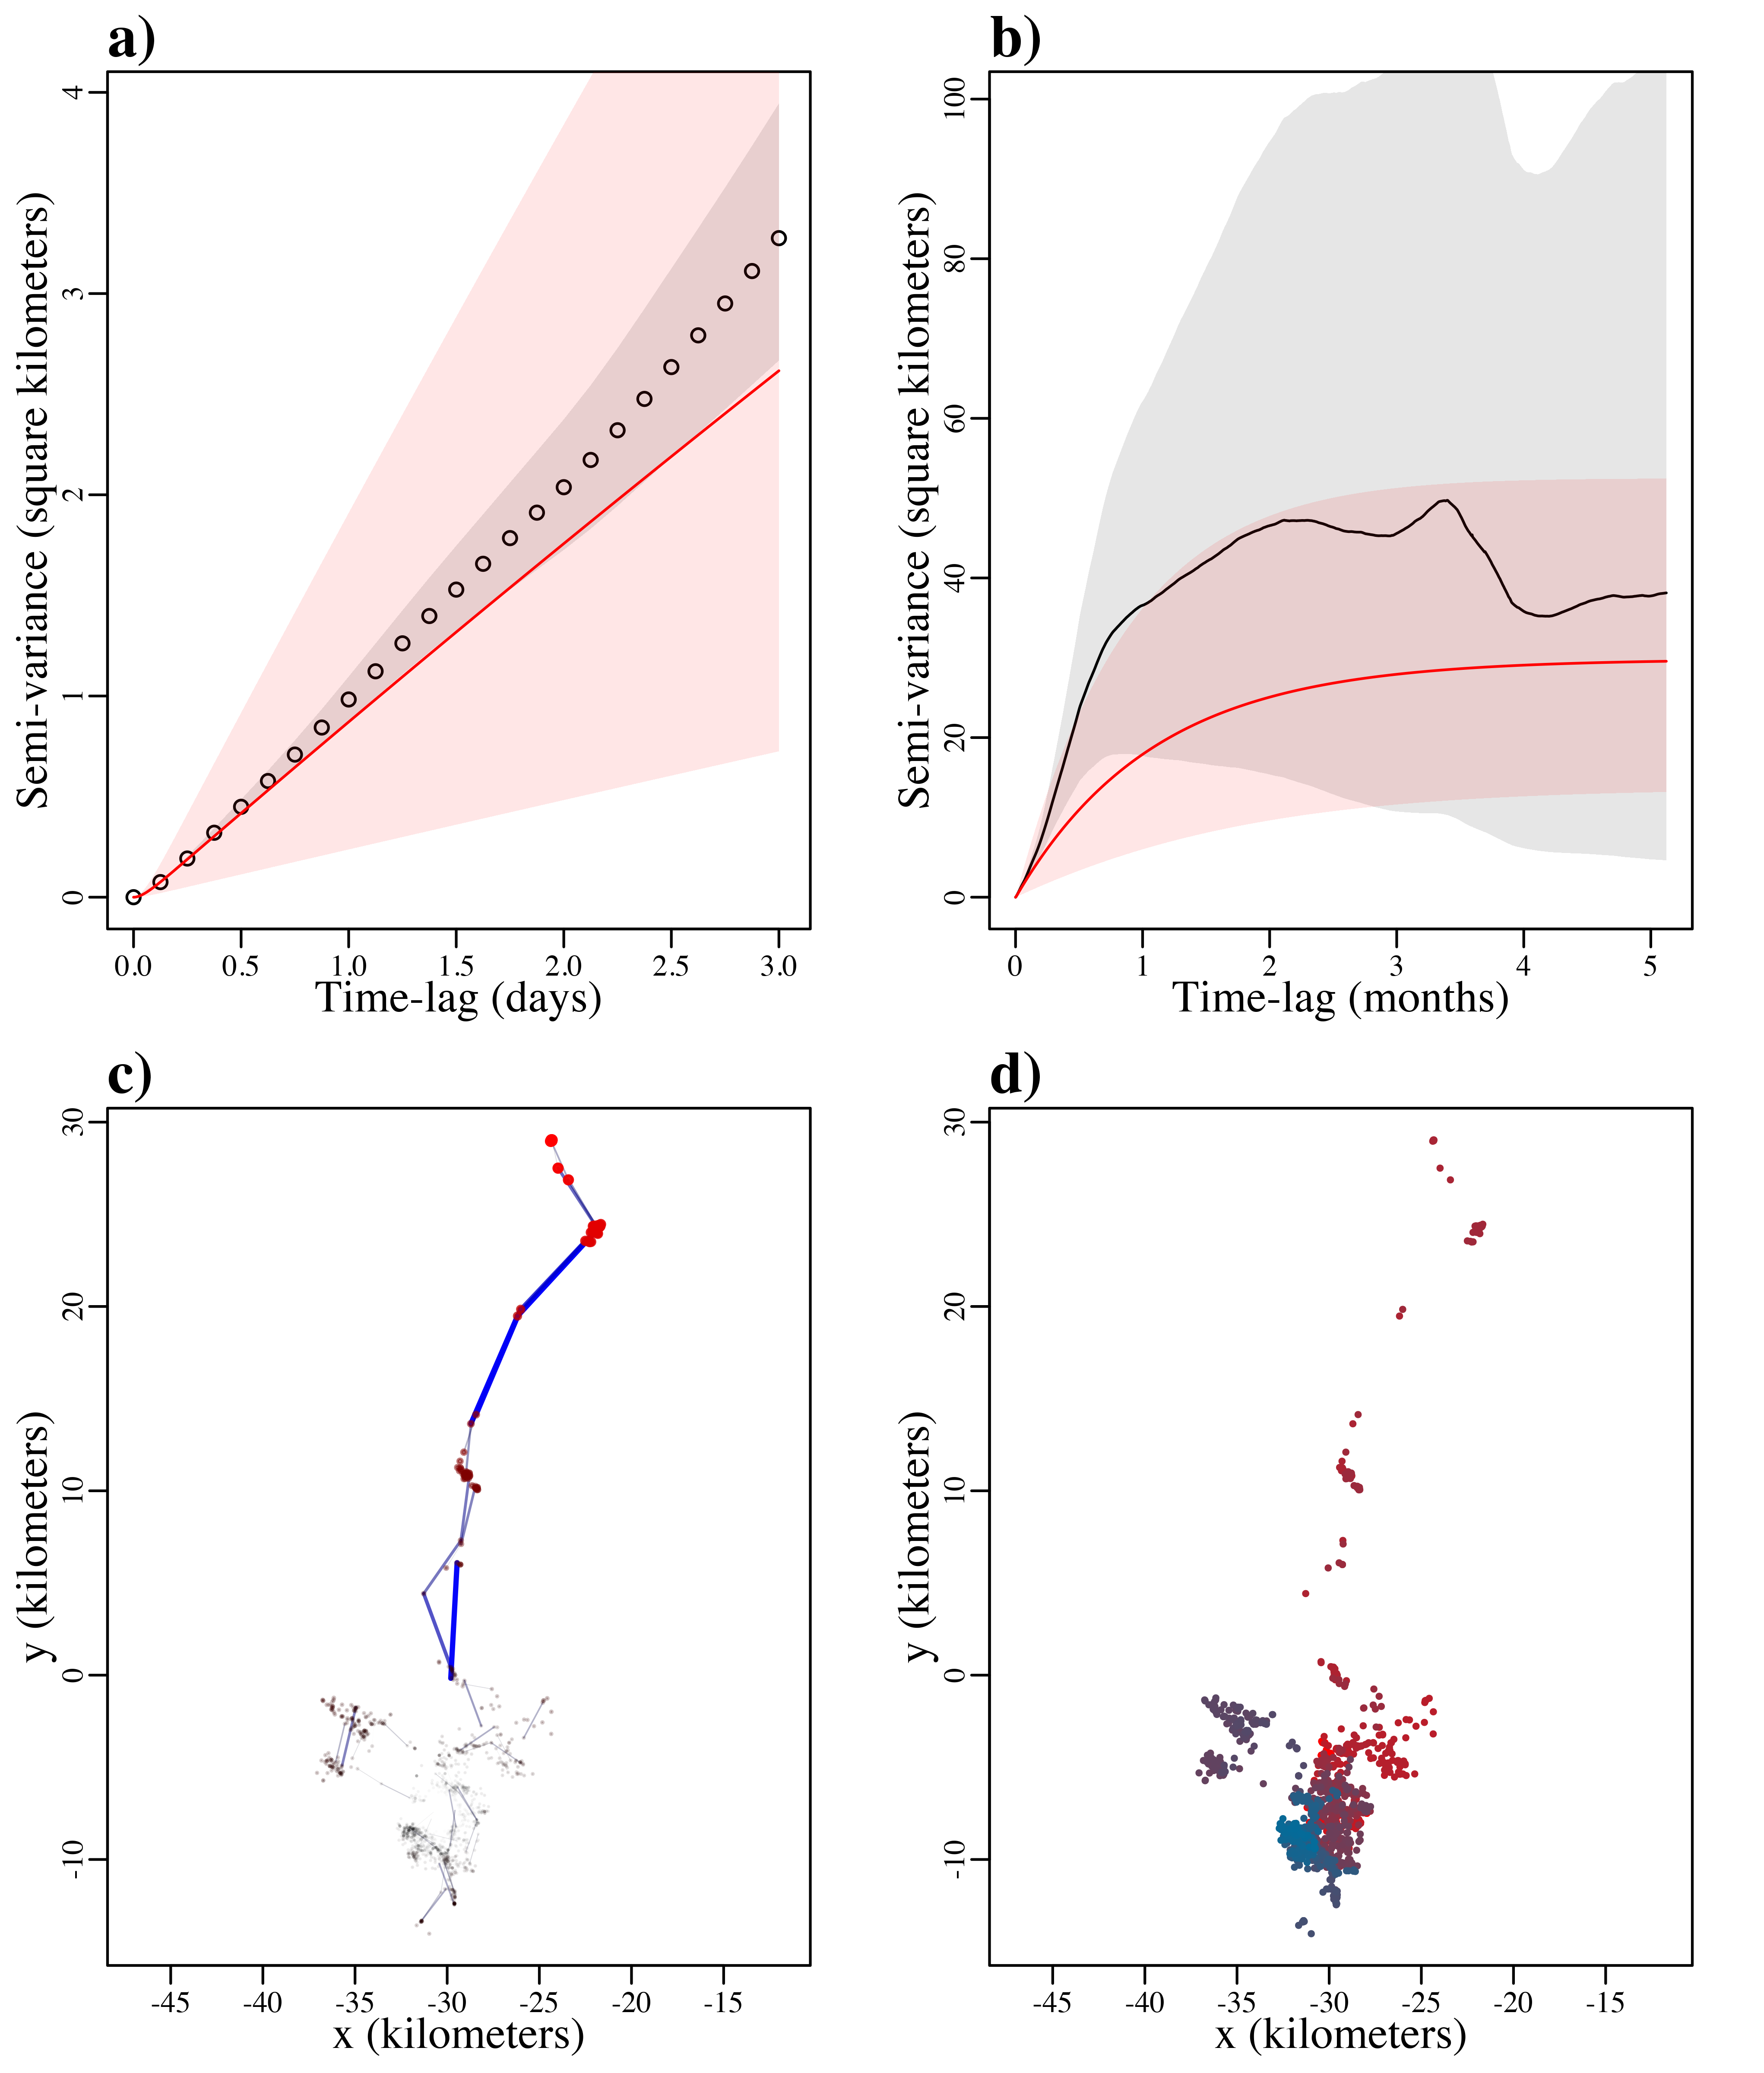 a)
Semi-variance (square kilometers)
4
3
2
1
0
0.0 0.5 1.0 1.5 2.0 2.5 3.0
Time-lag (days)
b)
Semi-variance (square kilometers)
100
80
60
40
20
0
0 1 2 3 4 5
Time-lag (months)
c)
y (kilometers)
30
20
10
0
-10
-45 -40 -35 -30 -25 -20 -15
x (kilometers)
d)
y (kilometers)
30
20
10
0
-10
-45 -40 -35 -30 -25 -20 -15
x (kilometers)